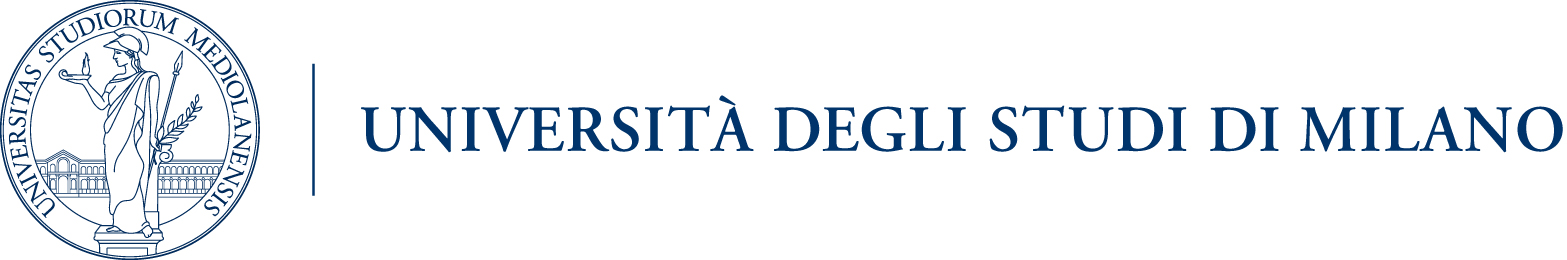 UNIVERSITAS STUDIORUM MEDIOLANENSIS
UNIVERSITÀ DEGLI STUDI DI MILANO